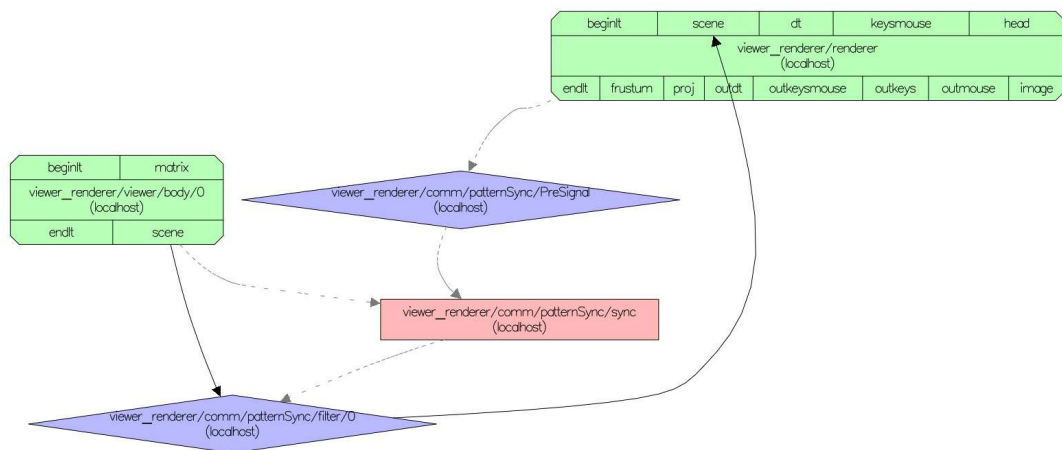 beginIt scene dt keysmouse head
viewer_renderer/renderer
(localhost)
endIt frustum proj outdt outkeysmouse outkeys outmouse image
beginIt matrix
viewer_renderer/viewer/body/0
(localhost)
endIt scene
viewer_renderer/comm/patternSync/PreSignal
(localhost)
viewer_renderer/comm/patternSync/sync
(localhost)
viewer_renderer/comm/patternSync/filter/0
(localhost)